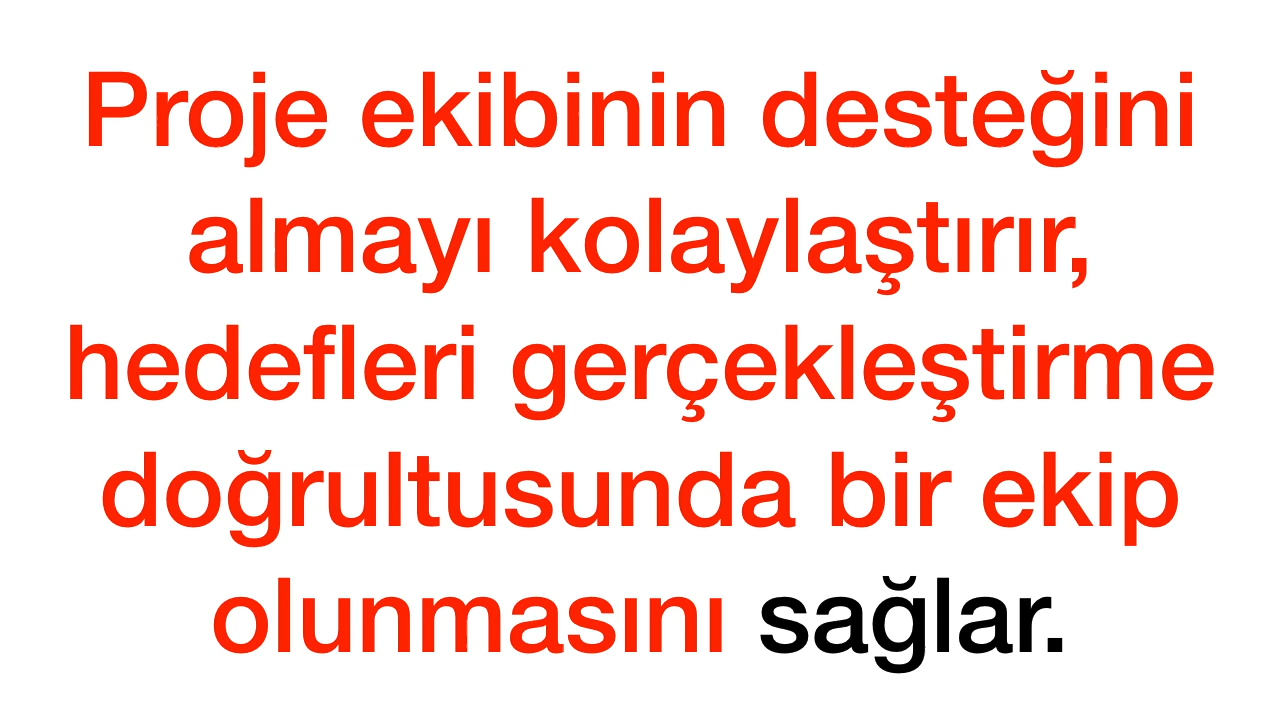 Proje ekibinin desteğini
almayı kolaylaştırır,
hedefleri gerçekleştirme
doğrultusunda bir ekip
olunmasını sağlar.